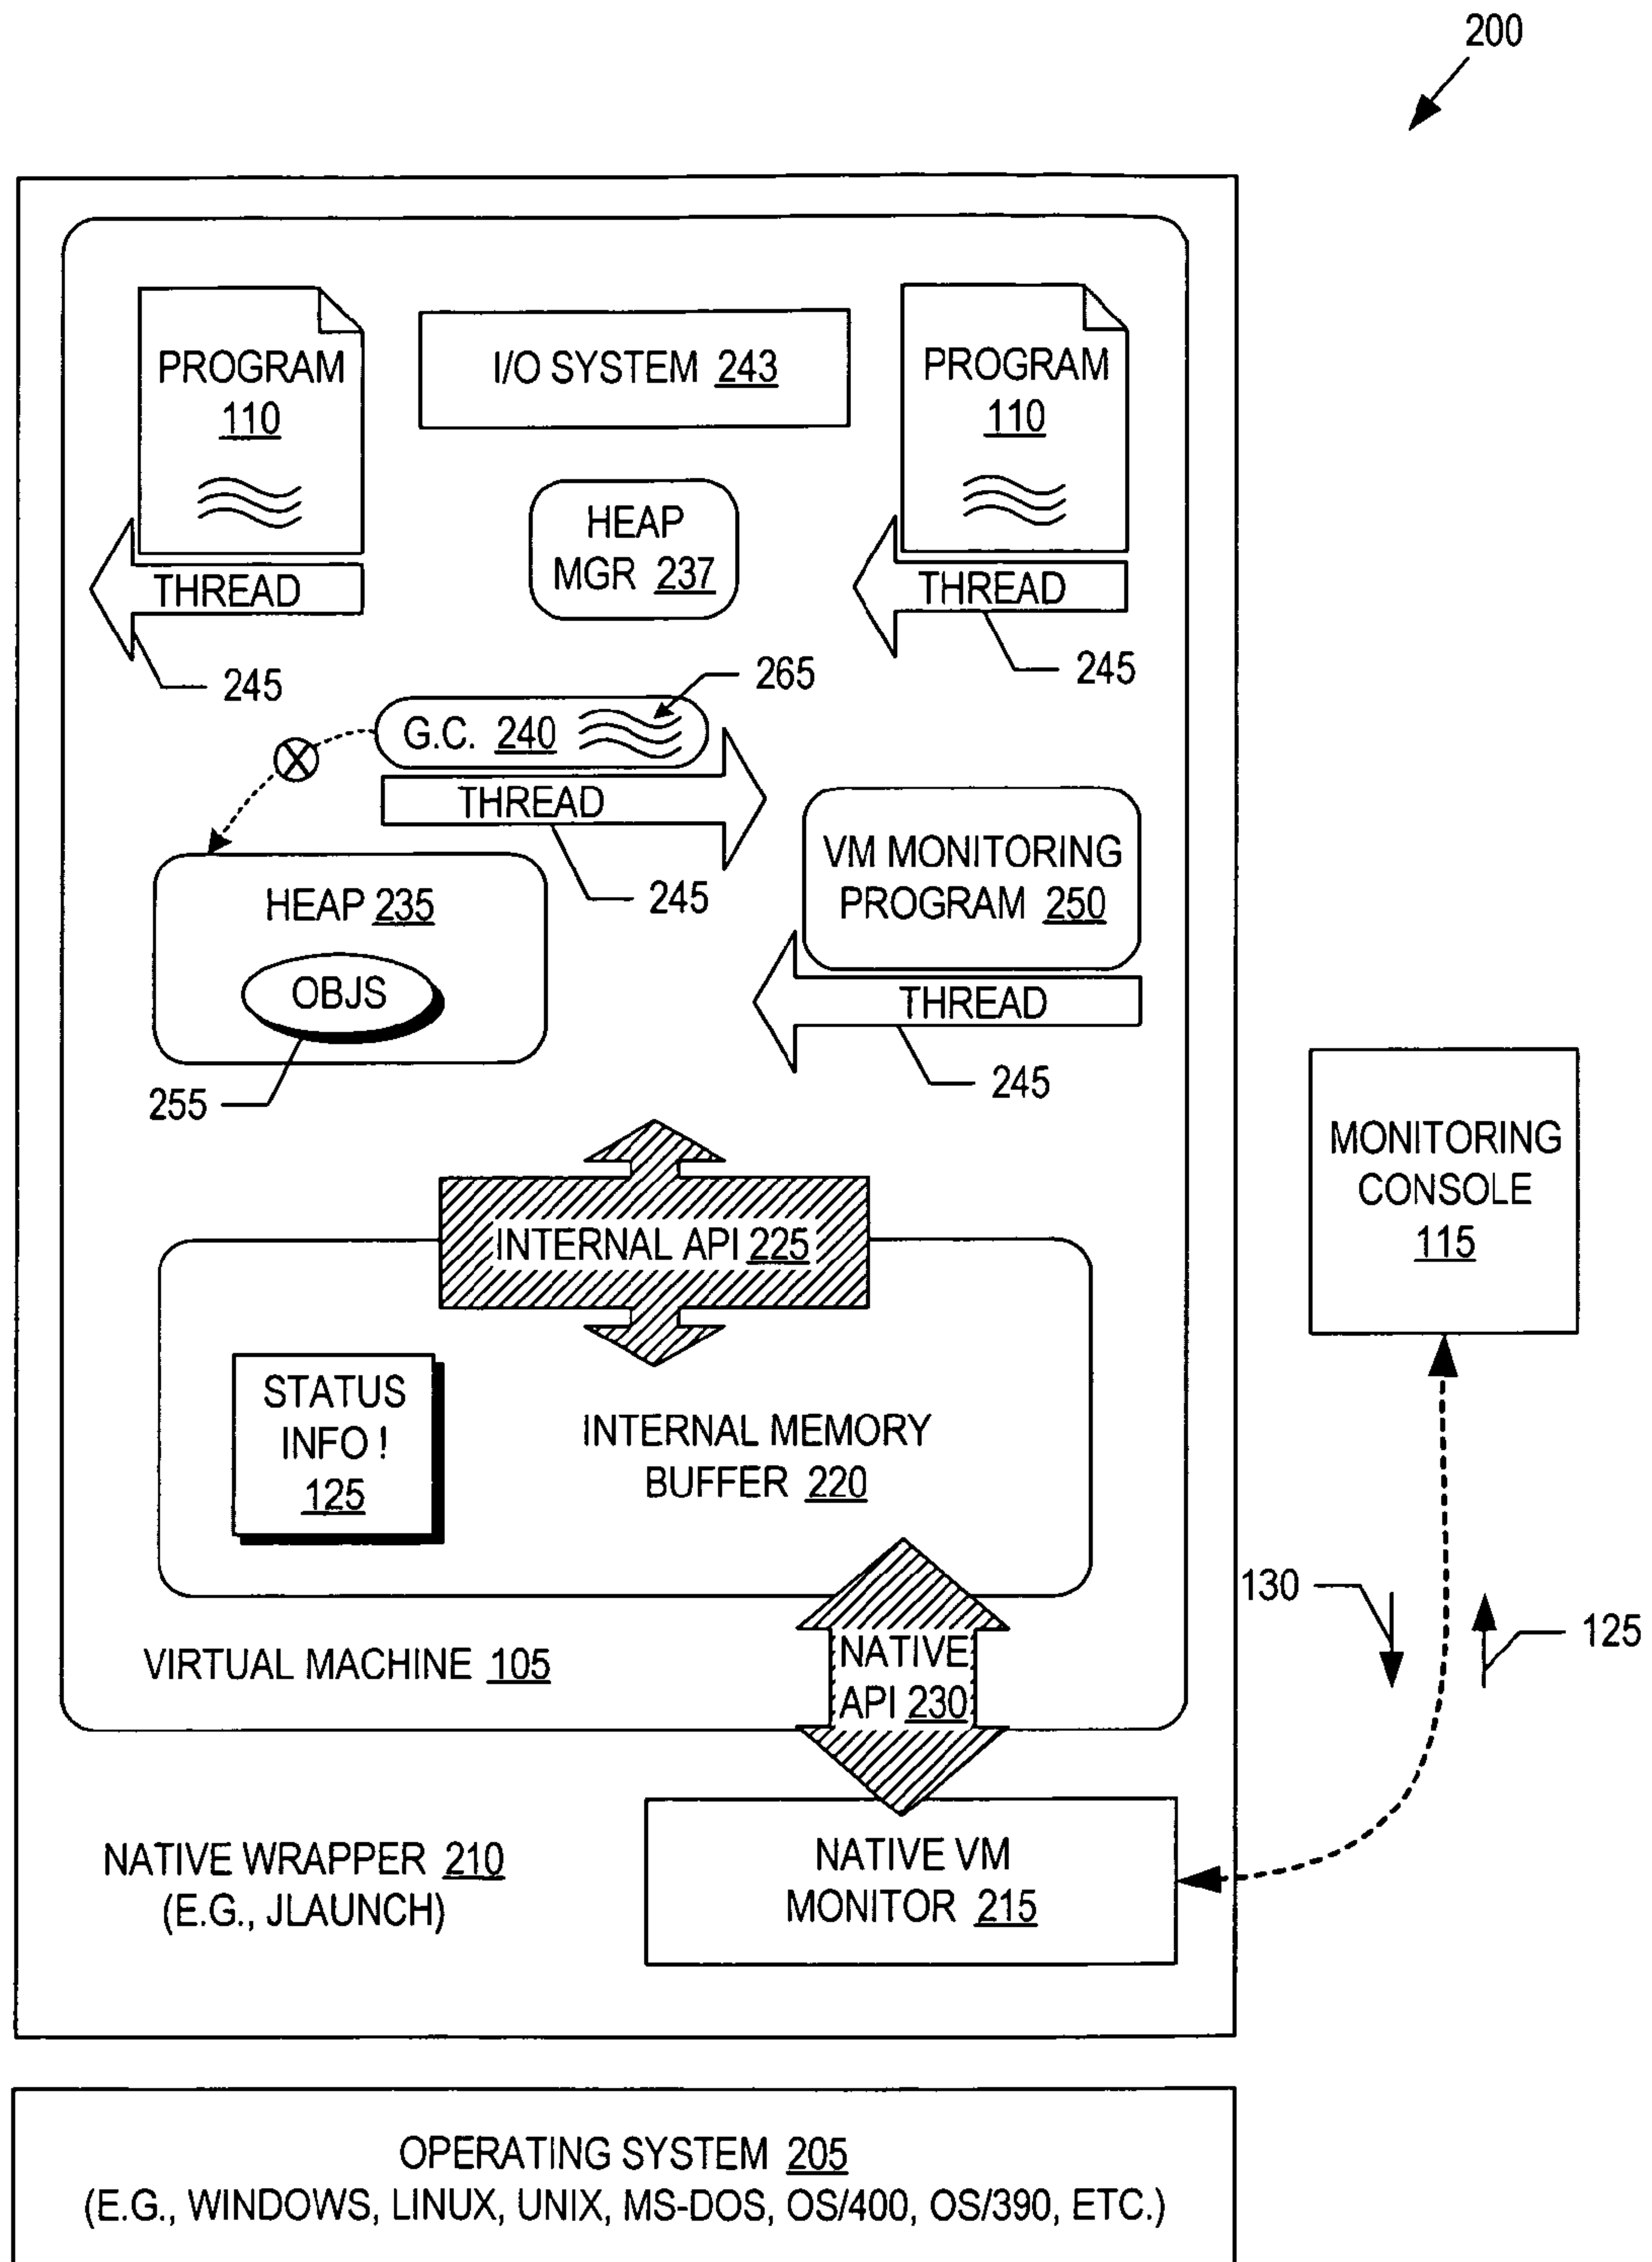 200
PROGRAM
110
I/O SYSTEM 243
PROGRAM
110
HEAP
MGR 237
THREAD
THREAD
245
245
265
G.C. 240
THREAD
245
VM MONITORING
PROGRAM 250
HEAP 235
OBJS
THREAD
255
245
MONITORING
CONSOLE
115
INTERNAL API 225
STATUS
INFO !
125
INTERNAL MEMORY
BUFFER 220
130
125
VIRTUAL MACHINE 105
NATIVE
API 230
NATIVE WRAPPER 210
(E.G., JLAUNCH)
NATIVE VM
MONITOR 215
OPERATING SYSTEM 205
(E.G., WINDOWS, LINUX, UNIX, MS-DOS, OS/400, OS/390, ETC.)